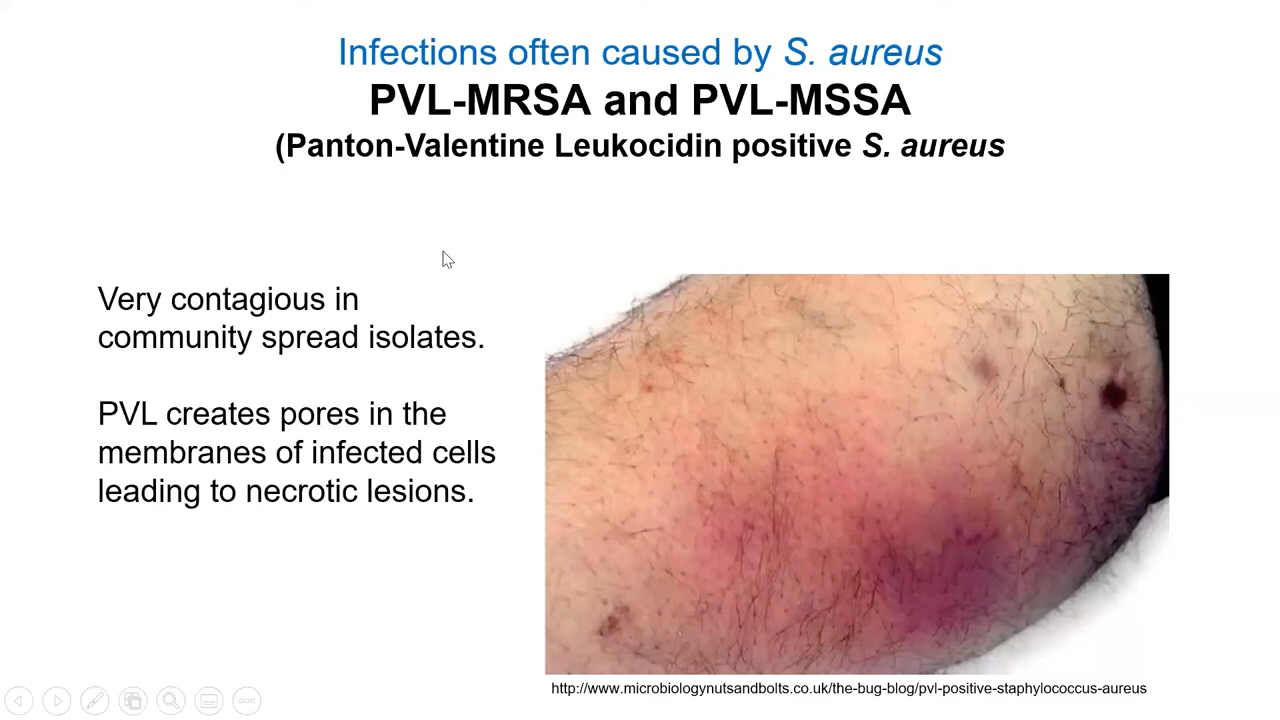 Infections often caused by S. aureus
PVL-MRSA and PVL-MSSA
(Panton-Valentine Leukocidin positive S. aureus
Very contagious in
community spread isolates.
PVL creates pores in the
membranes of infected cells
leading to necrotic lesions.
http://www.microbiologynutsandbolts.co.uk/the-bug-blog/pvl-positive-staphylococcus-aureus